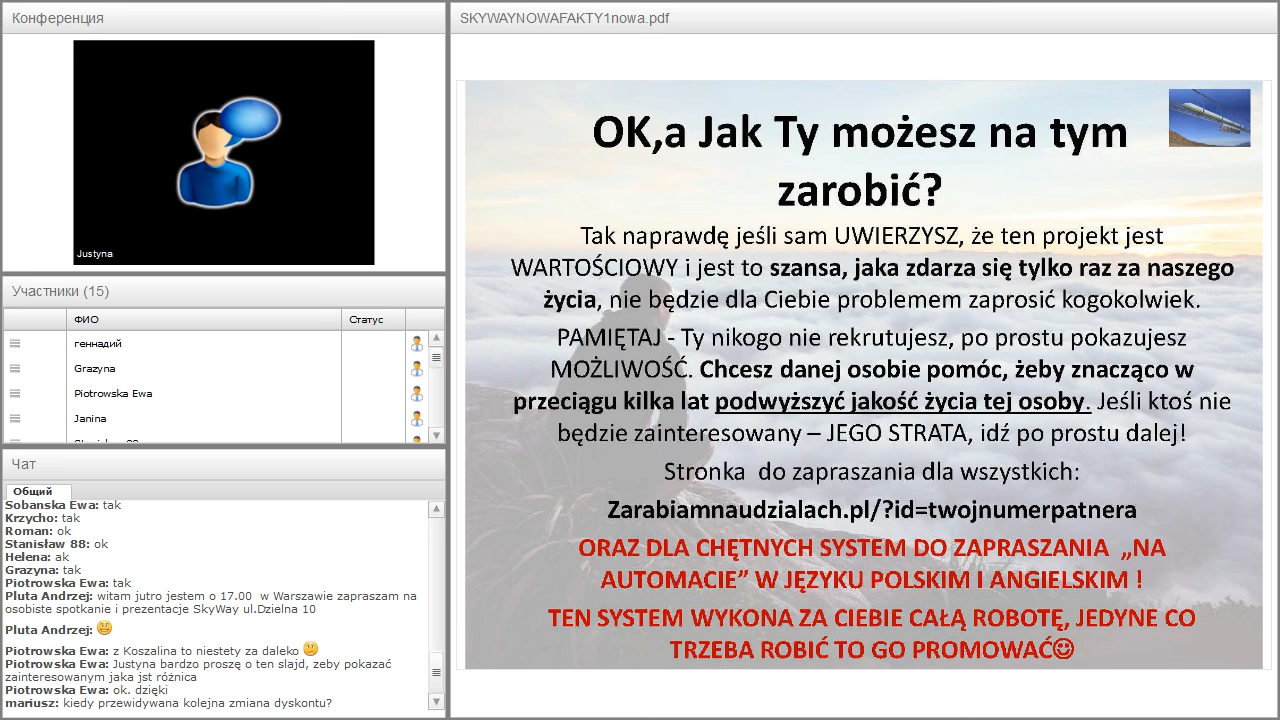 Конференция
Justyna
Участники (15)
ФИО
Статус
геннадий
Grazyna
Piotrowska Ewa
Janina
Чат
Общий
Sobanska Ewa: tak
Krzycho: tak
Roman: ok
Stanisław 88: ok
Helena: ak
Grazyna: tak
Piotrowska Ewa: tak
Pluta Andrzej: witam jutro jestem o 17.00  w Warszawie zapraszam na
osobiste spotkanie i prezentacje SkyWay ul.Dzielna 10
Pluta Andrzej:
Piotrowska Ewa: z Koszalina to niestety za daleko
Piotrowska Ewa: Justyna bardzo proszę o ten slajd, zeby pokazać
zainteresowanym jaka jst róźnica
Piotrowska Ewa: ok. dzięki
mariusz: kiedy przewidywana kolejna zmiana dyskontu?
SKYWAYNOWAFAKTY1nowa.pdf
OK,a Jak Ty możesz na tym
zarobić?
Tak naprawdę jeśli sam UWIERZYSZ, że ten projekt jest
WARTOŚCIOWY i jest to szansa, jaka zdarza się tylko raz za naszego
życia, nie będzie dla Ciebie problemem zaprosić kogokolwiek.
PAMIĘTAJ - Ty nikogo nie rekrutujesz, po prostu pokazujesz
MOŻLIWOŚĆ. Chcesz danej osobie pomóc, żeby znacząco w
przeciągu kilka lat podwyższyć jakość życia tej osoby. Jeśli ktoś nie
będzie zainteresowany – JEGO STRATA, idź po prostu dalej!
Stronka  do zapraszania dla wszystkich:
Zarabiamnaudzialach.pl/?id=twojnumerpatnera
ORAZ DLA CHĘTNYCH SYSTEM DO ZAPRASZANIA  „NA
AUTOMACIE” W JĘZYKU POLSKIM I ANGIELSKIM !
TEN SYSTEM WYKONA ZA CIEBIE CAŁĄ ROBOTĘ, JEDYNE CO
TRZEBA ROBIĆ TO GO PROMOWAĆ☺